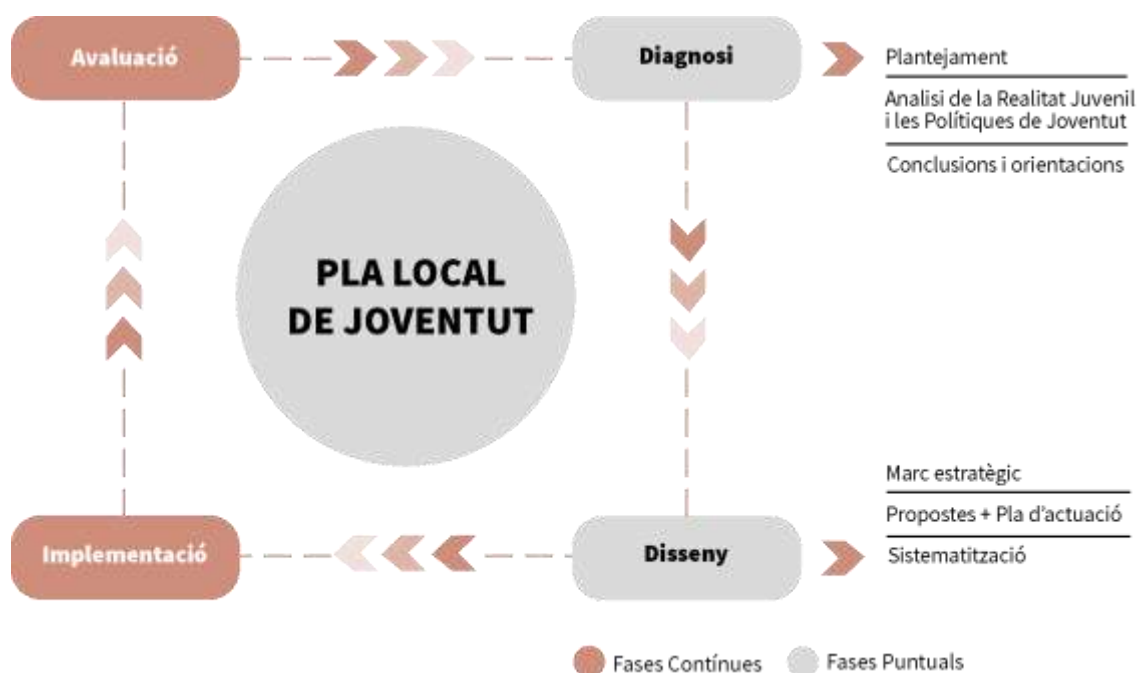 Avaluació
Diagnosi
Plantejament
Analisi de la Realitat Juvenil
i les Polítiques de Joventut
Conclusions i orientacions
PLA LOCAL
DE JOVENTUT
Marc estratègic
Propostes + Pla d'actuació
Implementació
Disseny
Sistematització
Fases Contínues
Fases Puntuals